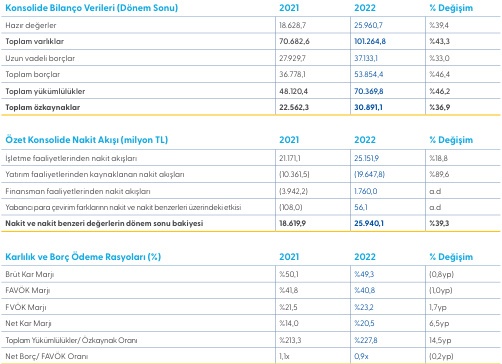 Konsolide Bilanço Verileri (Dönem Sonu) 2021 2022 % Değişim
Hazır değerler 18.628,7 25.960,7 %39,4
Toplam varlıklar 70.682,6 101.264,8 %43,3
Uzun vadeli borçlar 27.929,7 37.133,1 %33,0
Toplam borçlar 36.778,1 53.854,4 %46,4
Toplam yükümlülükler 48.120,4 70.369,8 %46,2
Toplam özkaynaklar 22.562,3 30.891,1 %36,9
Özet Konsolide Nakit Akışı (milyon TL) 2021 2022 % Değişim
İşletme faaliyetlerinden nakit akışları 21.171,1 25.151,9 %18,8
Yatırım faaliyetlerinden kaynaklanan nakit akışları (10.361,5) (19.647,8) %89,6
Finansman faaliyetlerinden nakit akışları (3.942,2) 1.760,0 a.d
Yabancı para çevirim farklarının nakit ve nakit benzerleri üzerindeki etkisi (108,0) 56,1 a.d
Nakit ve nakit benzeri değerlerin dönem sonu bakiyesi 18.619,9 25.940,1 %39,3
Karlılık ve Borç Ödeme Rasyoları (%) 2021 2022 % Değişim
Brüt Kar Marjı %50,1 %49,3 (0,8yp)
FAVÖK Marjı %41,8 %40,8 (1,0yp)
FVÖK Marjı %21,5 %23,2 1,7yp
Net Kar Marjı %14,0 %20,5 6,5yp
Toplam Yükümlülükler/ Özkaynak Oranı %213,3 %227,8 14,5yp
Net Borç/ FAVÖK Oranı 1,1x 0,9x (0,2yp)